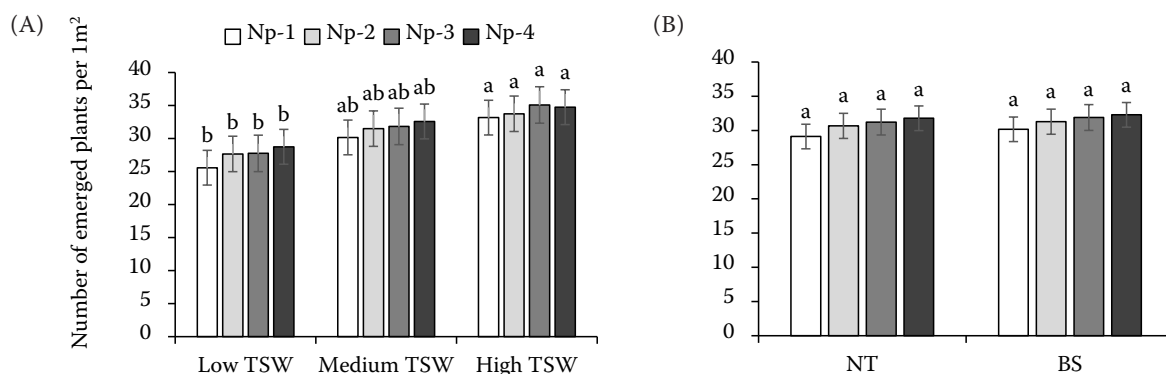 (A)
Np-1 Np-2 Np-3 Np-4
Number of emerged plants per 1m²
40
35
30
25
20
15
10
5
0
b b b b
ab ab ab ab
a a a a
Low TSW Medium TSW High TSW
(B)
40
35
30
25
20
15
10
5
0
a a a a
a a a a
NT BS